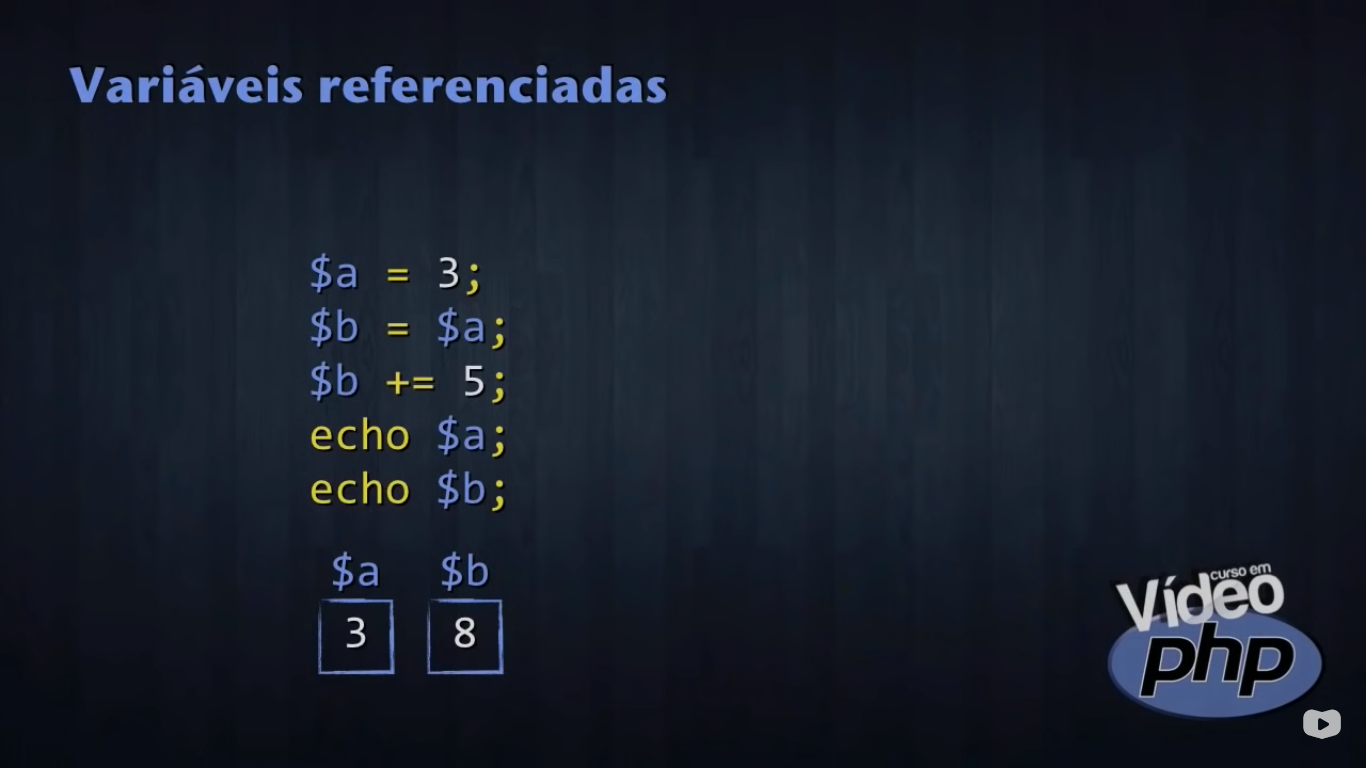 Variáveis referenciadas
$a = 3;
$b = $a;
$b += 5;
echo $a;
echo $b;
$a $b
3 8
curso em
Vídeo
php